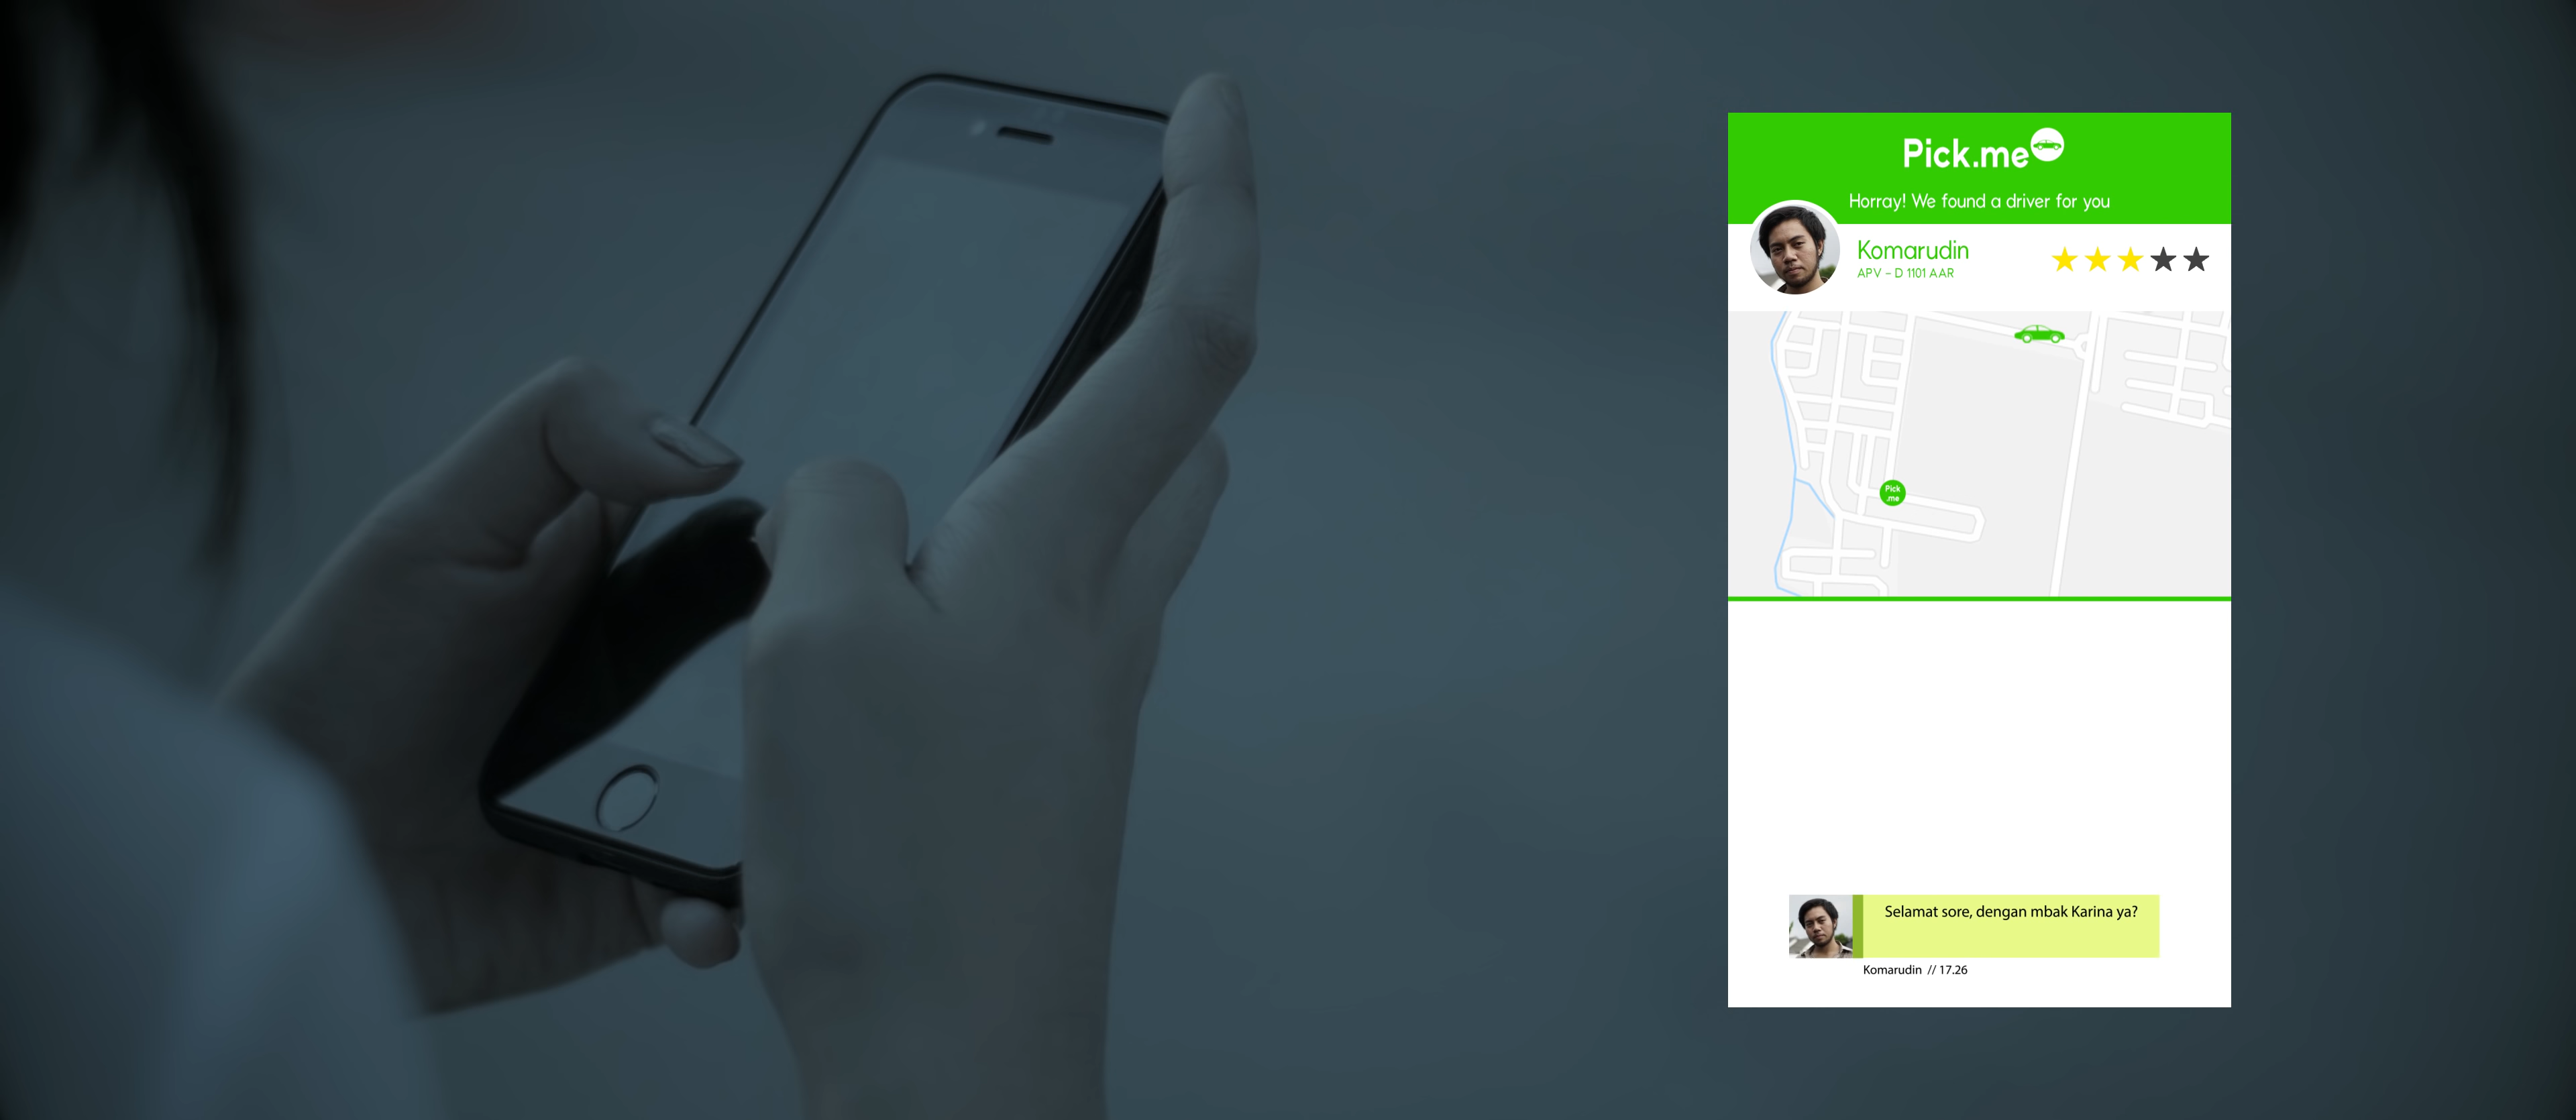 Pick.me
Horray! We found a driver for you
Komarudin
APV – D 1101 AAR
Pick
.me
Selamat sore, dengan mbak Karina ya?
Komarudin // 17.26